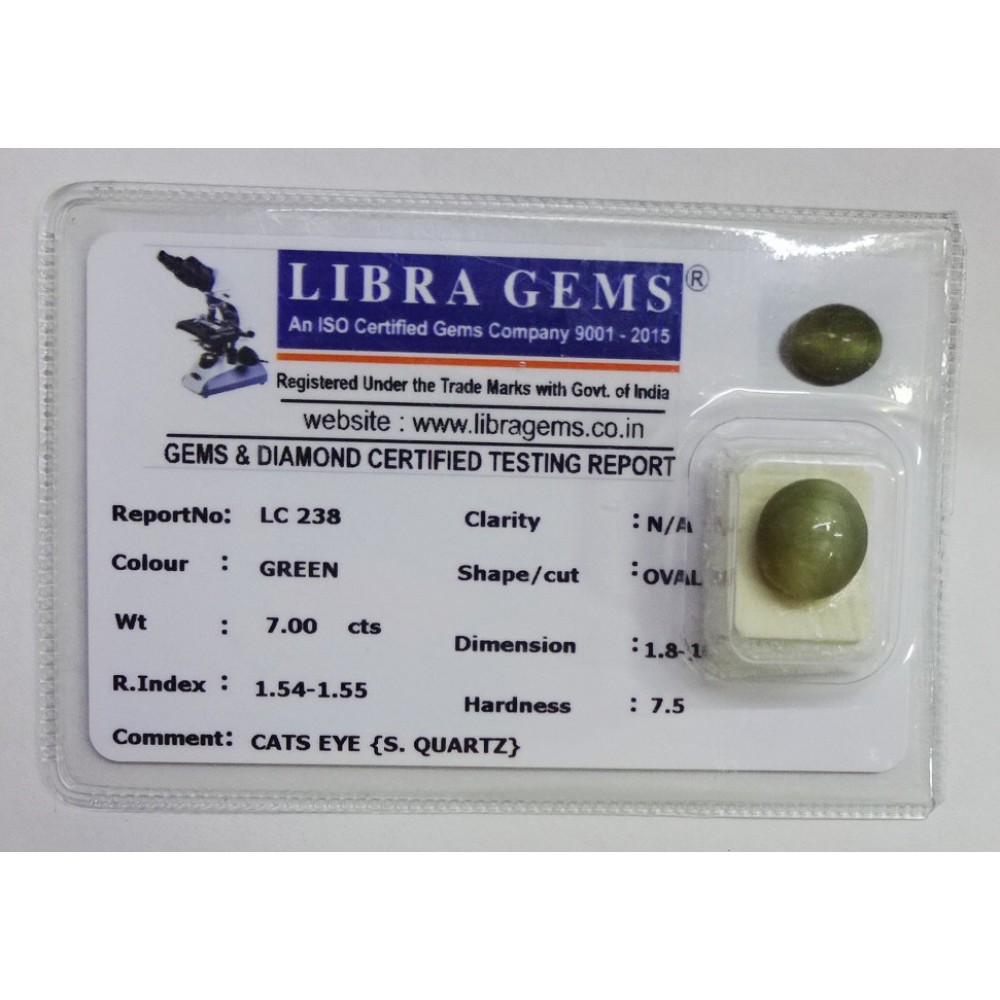 LIBRA GEMS®
An ISO Certified Gems Company 9001 - 2015
Registered Under the Trade Marks with Govt. of India
website : www.libragems.co.in
GEMS & DIAMOND CERTIFIED TESTING REPORT
ReportNo: LC 238 Clarity : N/A
Colour : GREEN Shape/cut : OVAL
Wt : 7.00 cts Dimension :
R.Index : 1.54-1.55 Hardness : 7.5
Comment: CATS EYE {S. QUARTZ}